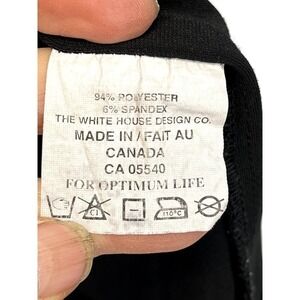 94% POLYESTER
6% SPANDEX
THE WHITE HOUSE DESIGN CO.
MADE IN / FAIT AU
CANADA
CA 05540
FOR OPTIMUM LIFE